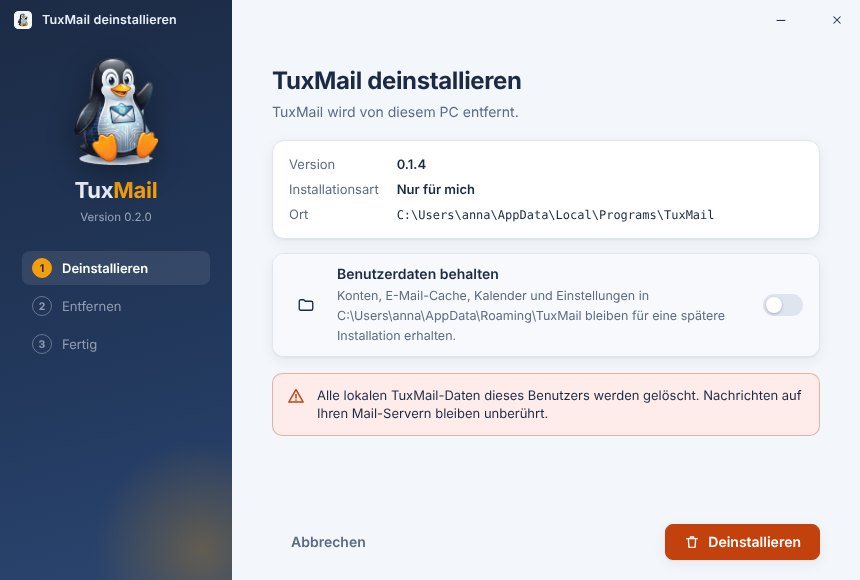 TuxMail deinstallieren
TuxMail
Version 0.2.0
1 Deinstallieren
2 Entfernen
3 Fertig
TuxMail deinstallieren
TuxMail wird von diesem PC entfernt.
Version 0.1.4
Installationsart Nur für mich
Ort C:\Users\anna\AppData\Local\Programs\TuxMail
Benutzerdaten behalten
Konten, E-Mail-Cache, Kalender und Einstellungen in
C:\Users\anna\AppData\Roaming\TuxMail bleiben für eine spätere
Installation erhalten.
Alle lokalen TuxMail-Daten dieses Benutzers werden gelöscht. Nachrichten auf
Ihren Mail-Servern bleiben unberührt.
Abbrechen
Deinstallieren